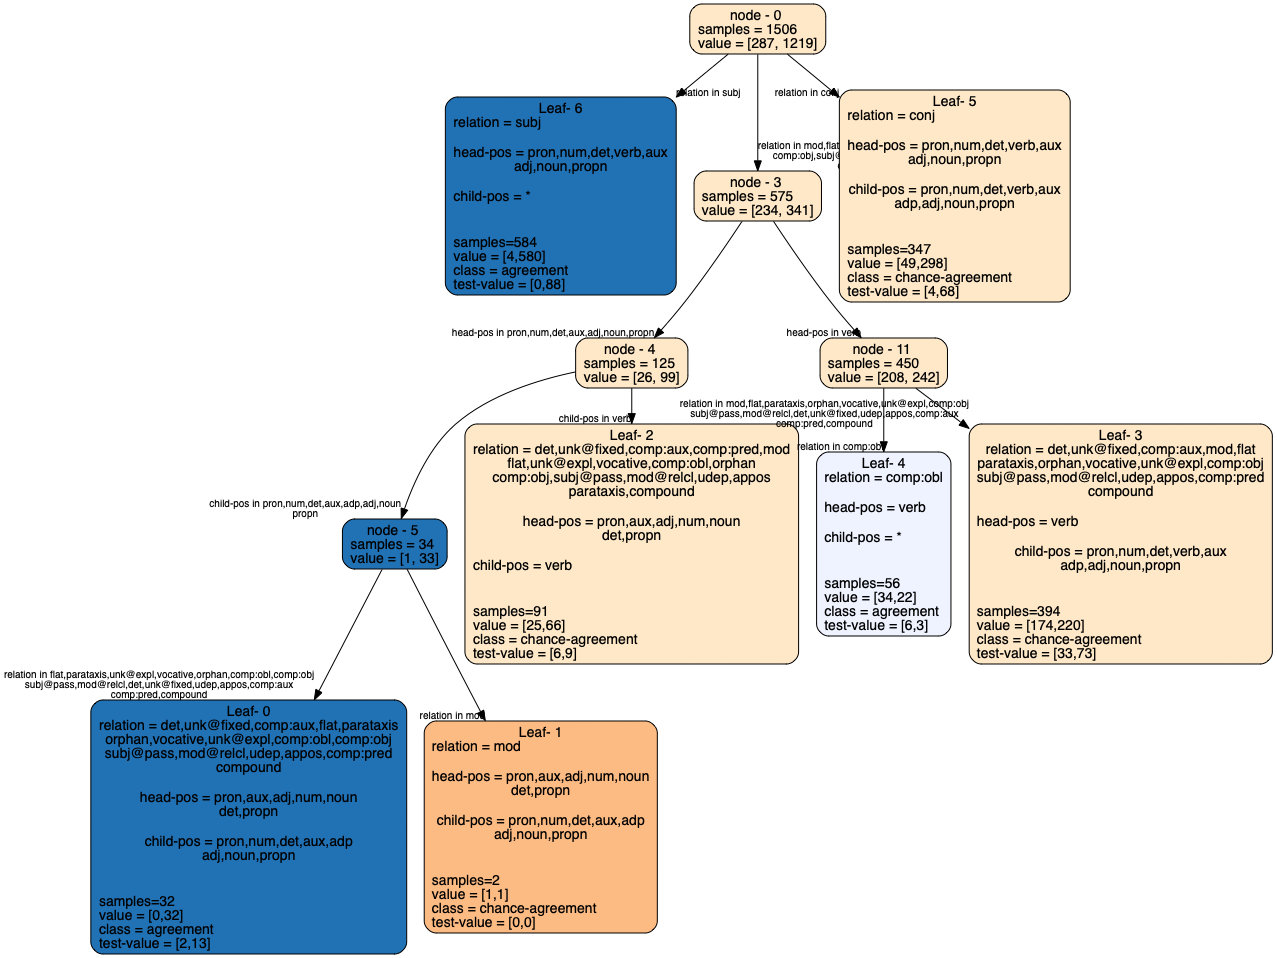 node - 0
samples = 1506
value = [287, 1219]
relation in subj
relation in mod,flat
comp:obj,subj@
Leaf- 6
relation = subj
head-pos = pron,num,det,verb,aux
adj,noun,propn
child-pos = *
samples=584
value = [4,580]
class = agreement
test-value = [0,88]
node - 3
samples = 575
value = [234, 341]
Leaf- 5
relation = conj
head-pos = pron,num,det,verb,aux
adj,noun,propn
child-pos = pron,num,det,verb,aux
adp,adj,noun,propn
samples=347
value = [49,298]
class = chance-agreement
test-value = [4,68]
head-pos in pron,num,det,aux,adj,noun,propn
node - 4
samples = 125
value = [26, 99]
node - 11
samples = 450
value = [208, 242]
child-pos in verb
relation in mod,flat,parataxis,orphan,vocative,unk@expl,comp:obj
subj@pass,mod@relcl,det,unk@fixed,udep,appos,comp:aux
comp:pred,compound
Leaf- 2
relation = det,unk@fixed,comp:aux,comp:pred,mod
flat,unk@expl,vocative,comp:obl,orphan
comp:obj,subj@pass,mod@relcl,udep,appos
parataxis,compound
head-pos = pron,aux,adj,num,noun
det,propn
child-pos = verb
samples=91
value = [25,66]
class = chance-agreement
test-value = [6,9]
Leaf- 4
relation = comp:obl
head-pos = verb
child-pos = *
samples=56
value = [34,22]
class = agreement
test-value = [6,3]
Leaf- 3
relation = det,unk@fixed,comp:aux,mod,flat
parataxis,orphan,vocative,unk@expl,comp:obj
subj@pass,mod@relcl,udep,appos,comp:pred
compound
head-pos = verb
child-pos = pron,num,det,verb,aux
adp,adj,noun,propn
samples=394
value = [174,220]
class = chance-agreement
test-value = [33,73]
child-pos in pron,num,det,aux,adp,adj,noun
propn
node - 5
samples = 34
value = [1, 33]
relation in flat,parataxis,unk@expl,vocative,orphan,comp:obl,comp:obj
subj@pass,mod@relcl,det,unk@fixed,udep,appos,comp:aux
comp:pred,compound
Leaf- 0
relation = det,unk@fixed,comp:aux,flat,parataxis
orphan,vocative,unk@expl,comp:obl,comp:obj
subj@pass,mod@relcl,udep,appos,comp:pred
compound
head-pos = pron,aux,adj,num,noun
det,propn
child-pos = pron,num,det,aux,adp
adj,noun,propn
samples=32
value = [0,32]
class = agreement
test-value = [2,13]
relation in mod
Leaf- 1
relation = mod
head-pos = pron,aux,adj,num,noun
det,propn
child-pos = pron,num,det,aux,adp
adj,noun,propn
samples=2
value = [1,1]
class = chance-agreement
test-value = [0,0]